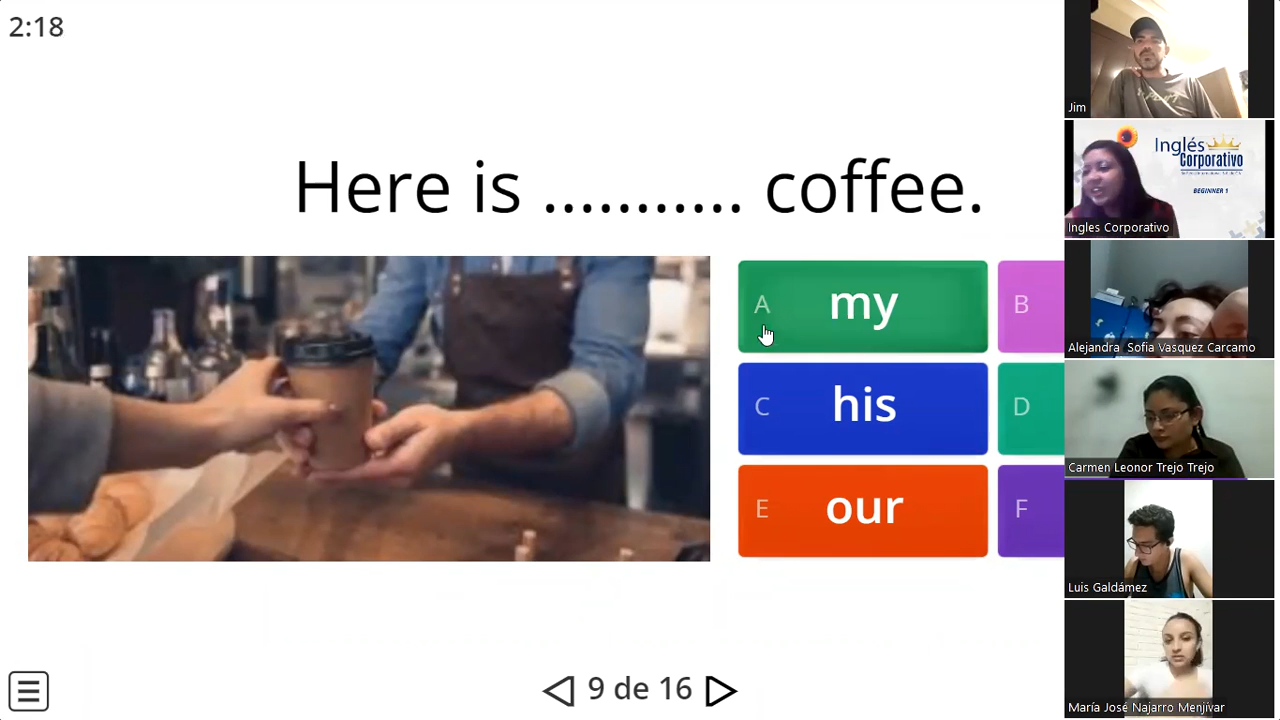 2:18
Here is ........... coffee.
A my
B
C his
D
E our
F
9 de 16
Jim
Inglés
Corporativo
BEGINNER 1
Ingles Corporativo
Alejandra Sofía Vasquez Carcamo
Carmen Leonor Trejo Trejo
Luis Galdámez
María José Najarro Menjívar